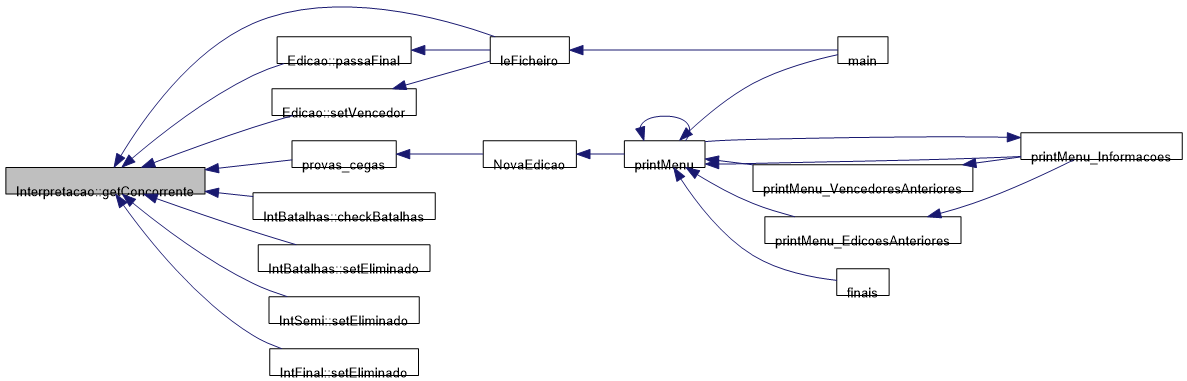 Edicao::passaFinal
leFicheiro
main
Edicao::setVencedor
provas_cegas
NovaEdicao
printMenu
printMenu_Informacoes
Interpretacao::getConcorrente
printMenu_VencedoresAnteriores
IntBatalhas::checkBatalhas
printMenu_EdicoesAnteriores
IntBatalhas::setEliminado
finais
IntSemi::setEliminado
IntFinal::setEliminado